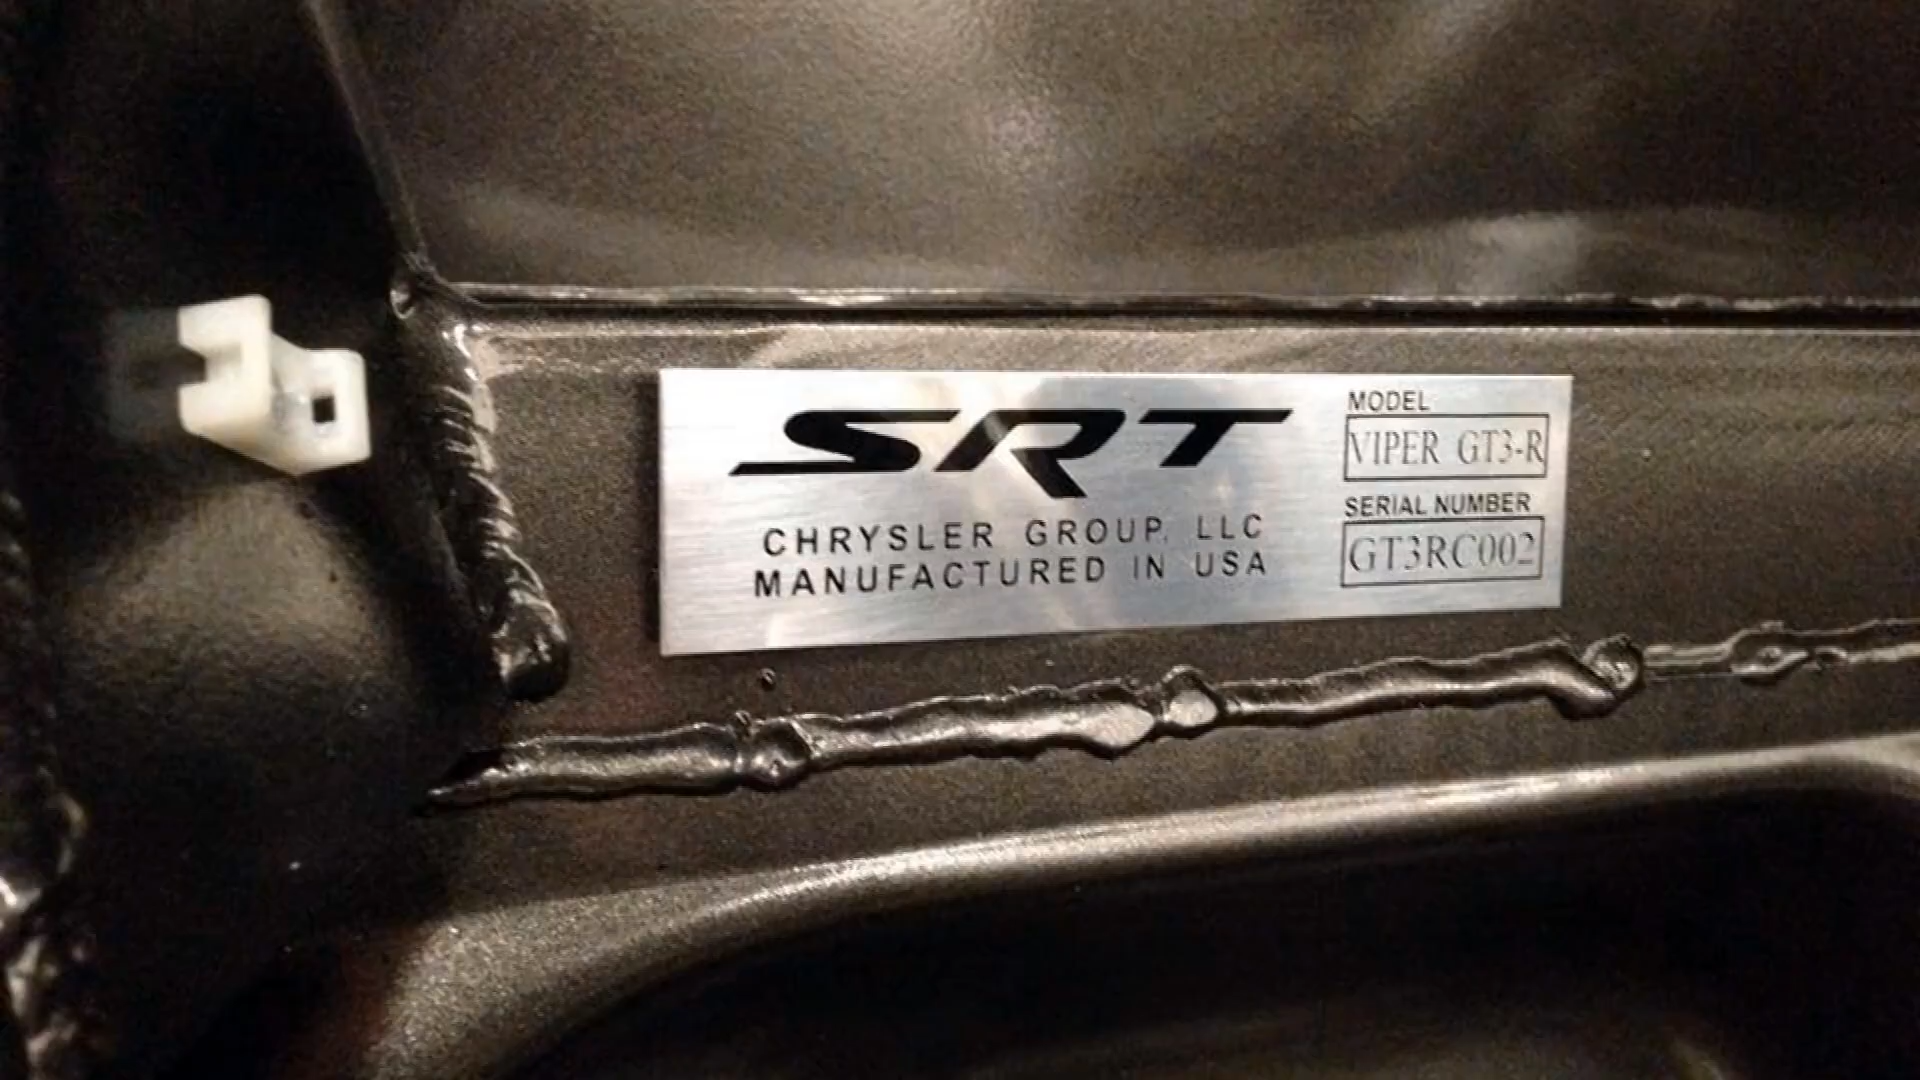 SRT
CHRYSLER GROUP, LLC
MANUFACTURED IN USA
MODEL
VIPER GT3-R
SERIAL NUMBER
GT3RC002